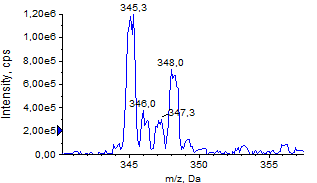 345,3
1,20e6
1,00e6
8,00e5
6,00e5
4,00e5
2,00e5
0,00
Intensity, cps
348,0
346,0
347,3
345
350
355
m/z, Da